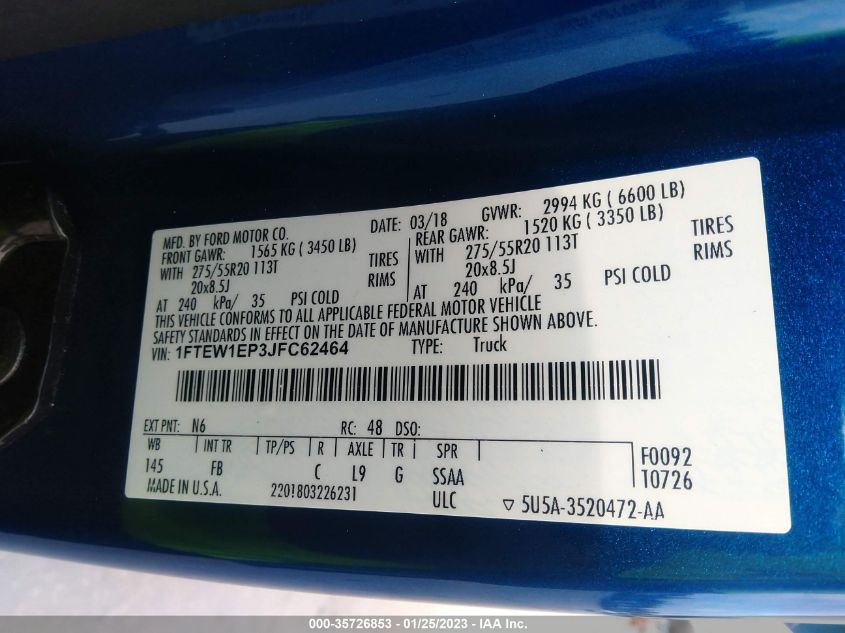 MFD. BY FORD MOTOR CO. DATE: 03/18 GVWR: 2994 KG ( 6600 LB)
FRONT GAWR: 1565 KG ( 3450 LB) REAR GAWR: 1520 KG ( 3350 LB)
WITH 275/55R20 113T TIRES WITH 275/55R20 113T TIRES
20x8.5J RIMS 20x8.5J RIMS
AT 240 kPa/ 35 PSI COLD AT 240 kPa/ 35 PSI COLD
THIS VEHICLE CONFORMS TO ALL APPLICABLE FEDERAL MOTOR VEHICLE
SAFETY STANDARDS IN EFFECT ON THE DATE OF MANUFACTURE SHOWN ABOVE.
VIN: 1FTEW1EP3JFC62464 TYPE: Truck
EXT PNT: N6 RC: 48 DSO:
WB INT TR TP/PS R AXLE TR SPR F0092
145 FB C L9 G SSAA T0726
MADE IN U.S.A. 2201803226231 ULC ▽ 5U5A-3520472-AA
000-35726853 - 01/25/2023 - IAA Inc.